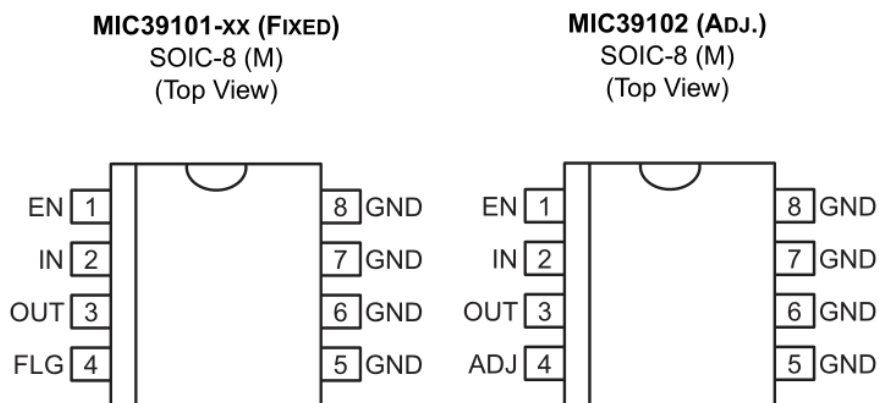 MIC39101-XX (FIXED)
SOIC-8 (M)
(Top View)
EN 1 8 GND
IN 2 7 GND
OUT 3 6 GND
FLG 4 5 GND
MIC39102 (ADJ.)
SOIC-8 (M)
(Top View)
EN 1 8 GND
IN 2 7 GND
OUT 3 6 GND
ADJ 4 5 GND